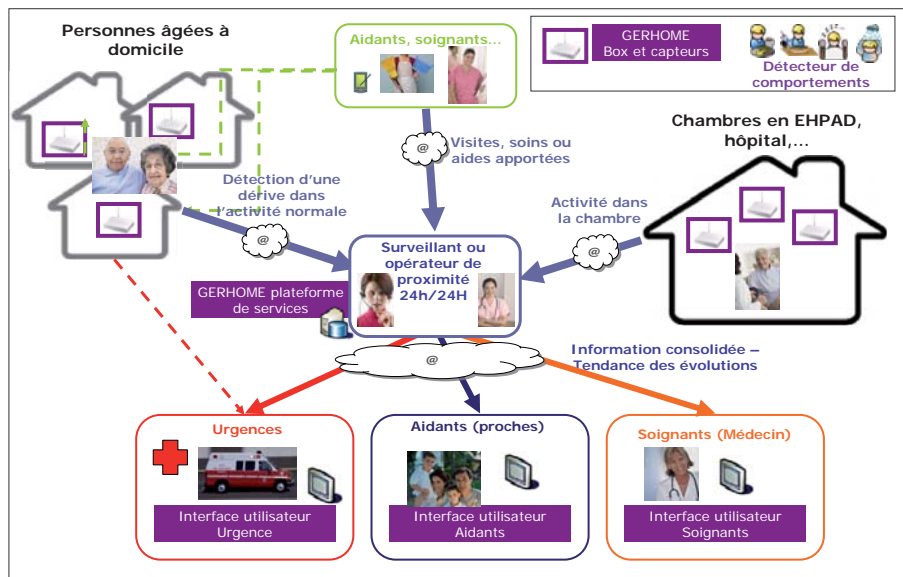 Personnes âgées à
domicile
Aidants, soignants...
GERHOME
Box et capteurs
Détecteur de
comportements
Chambres en EHPAD,
hôpital,...
@
Visites, soins ou
aides apportées
Détection d'une
dérive dans
l'activité normale
@
Activité dans
la chambre
@
Surveillant ou
opérateur de
proximité
24h/24H
GERHOME plateforme
de services
@
Information consolidée –
Tendance des évolutions
Urgences
Interface utilisateur
Urgence
Aidants (proches)
Interface utilisateur
Aidants
Soignants (Médecin)
Interface utilisateur
Soignants